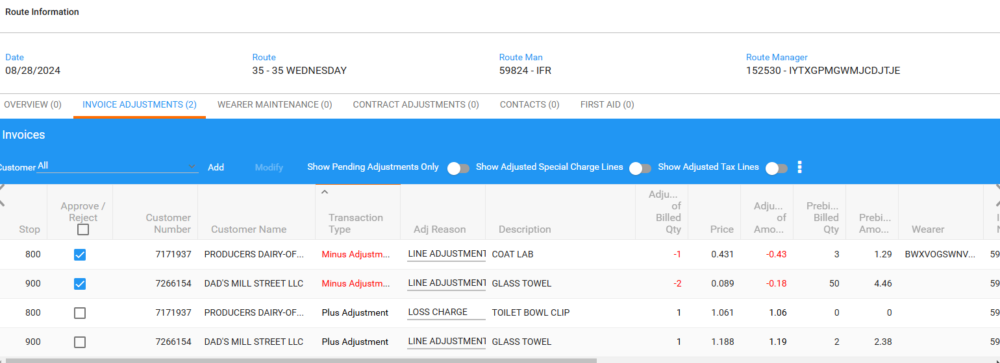 Route Information
Date Route Route Man Route Manager
08/28/2024 35 - 35 WEDNESDAY 59824 - IFR 152530 - IYTXGPMGWMJCDJTJE
OVERVIEW (0) INVOICE ADJUSTMENTS (2) WEARER MAINTENANCE (0) CONTRACT ADJUSTMENTS (0) CONTACTS (0) FIRST AID (0)
Invoices
Customer All Add Modify Show Pending Adjustments Only Show Adjusted Special Charge Lines Show Adjusted Tax Lines
Stop Approve / Reject Customer Number Customer Name Transaction Type Adj Reason Description Adju... of Billed Qty Price Adju... of Amo... Prebi... Billed Qty Prebi... Amo... Wearer
800 7171937 PRODUCERS DAIRY-OF... Minus Adjustm... LINE ADJUSTMENT COAT LAB -1 0.431 -0.43 3 1.29 BWXVOGSWNV... 59
900 7266154 DAD'S MILL STREET LLC Minus Adjustm... LINE ADJUSTMENT GLASS TOWEL -2 0.089 -0.18 50 4.46 59
800 7171937 PRODUCERS DAIRY-OF... Plus Adjustment LOSS CHARGE TOILET BOWL CLIP 1 1.061 1.06 0 0 59
900 7266154 DAD'S MILL STREET LLC Plus Adjustment LINE ADJUSTMENT GLASS TOWEL 1 1.188 1.19 2 2.38 59